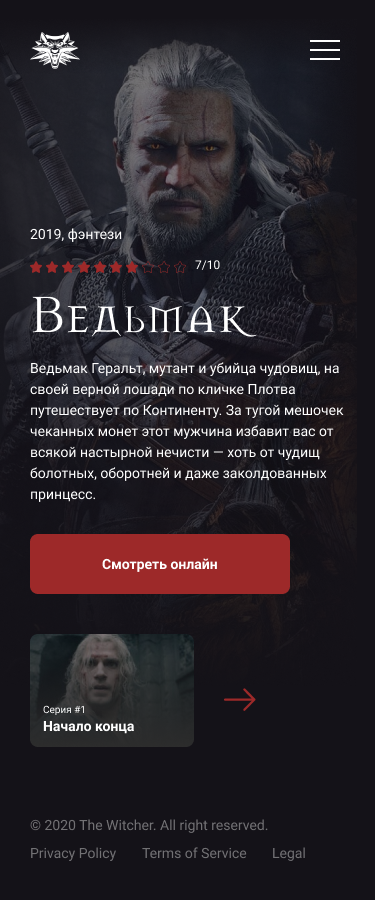 2019, фэнтези
7/10
Ведьмак
Ведьмак Геральт, мутант и убийца чудовищ, на
своей верной лошади по кличке Плотва
путешествует по Континенту. За тугой мешочек
чеканных монет этот мужчина избавит вас от
всякой настырной нечисти — хоть от чудищ
болотных, оборотней и даже заколдованных
принцесс.
Смотреть онлайн
Серия #1
Начало конца
© 2020 The Witcher. All right reserved.
Privacy Policy Terms of Service Legal